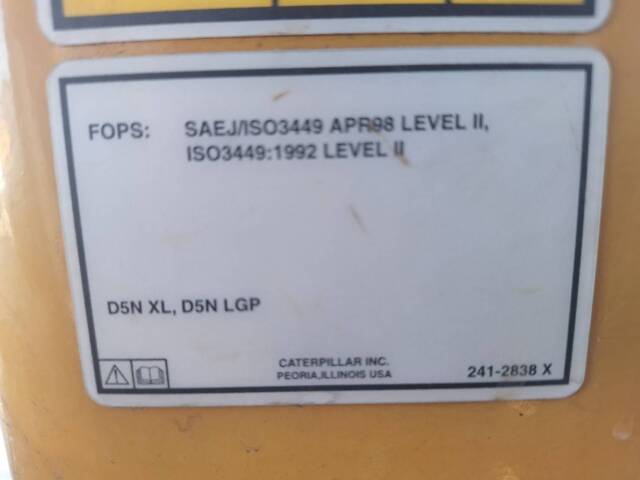 FOPS: SAEJ/ISO3449 APR98 LEVEL II,
ISO3449:1992 LEVEL II
D5N XL, D5N LGP
CATERPILLAR INC.
PEORIA,ILLINOIS USA
241-2838 X